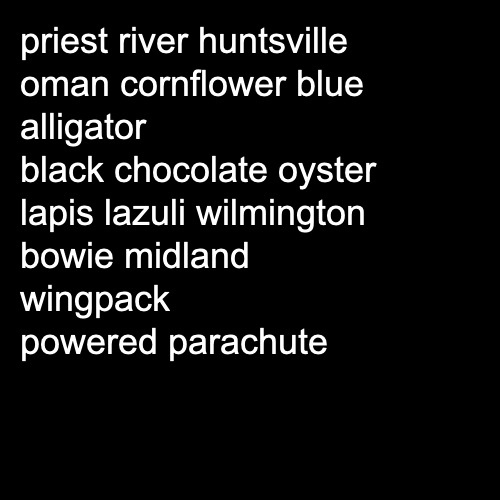 priest river huntsville
oman cornflower blue
alligator
black chocolate oyster
lapis lazuli wilmington
bowie midland
wingpack
powered parachute